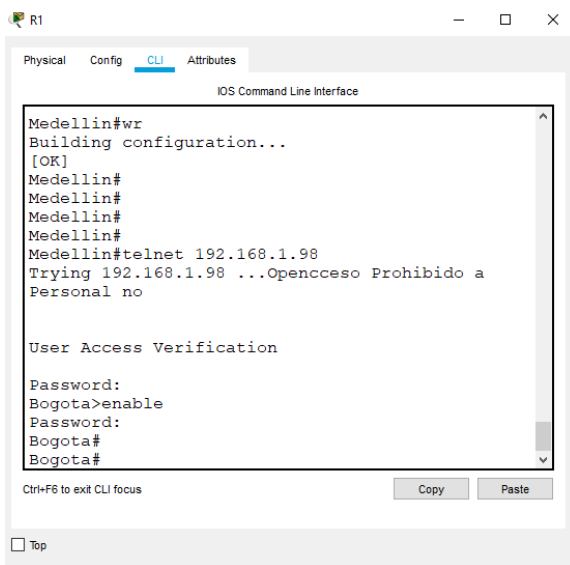 R1
Physical Config CLI Attributes
IOS Command Line Interface
Medellin#wr
Building configuration...
[OK]
Medellin#
Medellin#
Medellin#
Medellin#
Medellin#telnet 192.168.1.98
Trying 192.168.1.98 ...Opencceso Prohibido a
Personal no
User Access Verification
Password:
Bogota>enable
Password:
Bogota#
Bogota#
Ctrl+F6 to exit CLI focus Copy Paste
Top